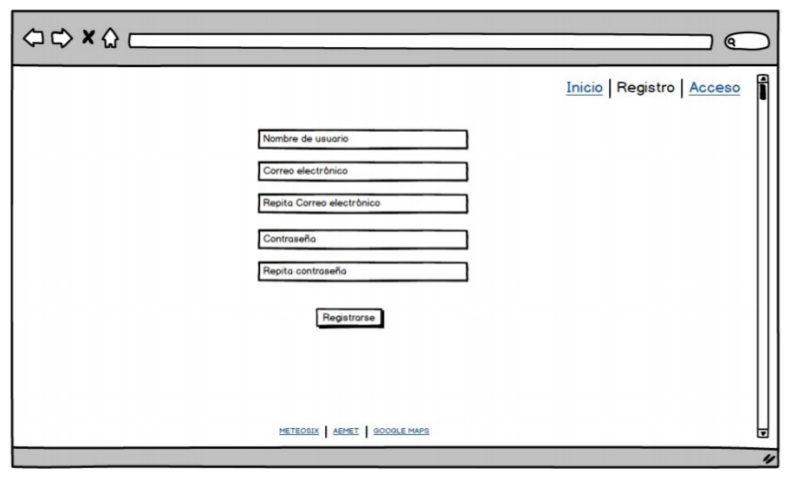 Inicio | Registro | Acceso
Nombre de usuario
Correo electrónico
Repita Correo electrónico
Contraseña
Repita contraseña
Registrarse
METEOSIX | AEMET | GOOGLE MAPS